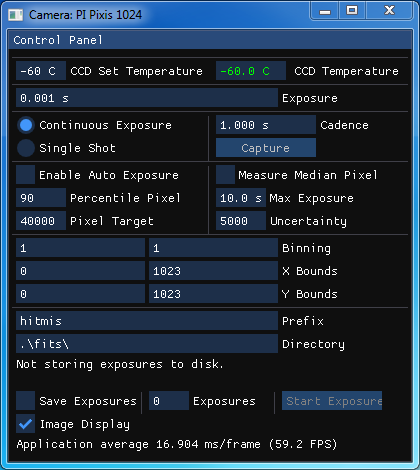 Camera: PI Pixis 1024
Control Panel
-60 C CCD Set Temperature -60.0 C CCD Temperature
0.001 s Exposure
Continuous Exposure 1.000 s Cadence
Single Shot Capture
Enable Auto Exposure Measure Median Pixel
90 Percentile Pixel 10.0 s Max Exposure
40000 Pixel Target 5000 Uncertainty
1 1 Binning
0 1023 X Bounds
0 1023 Y Bounds
hitmis Prefix
.\fits\ Directory
Not storing exposures to disk.
Save Exposures 0 Exposures Start Exposure
Image Display
Application average 16.904 ms/frame (59.2 FPS)